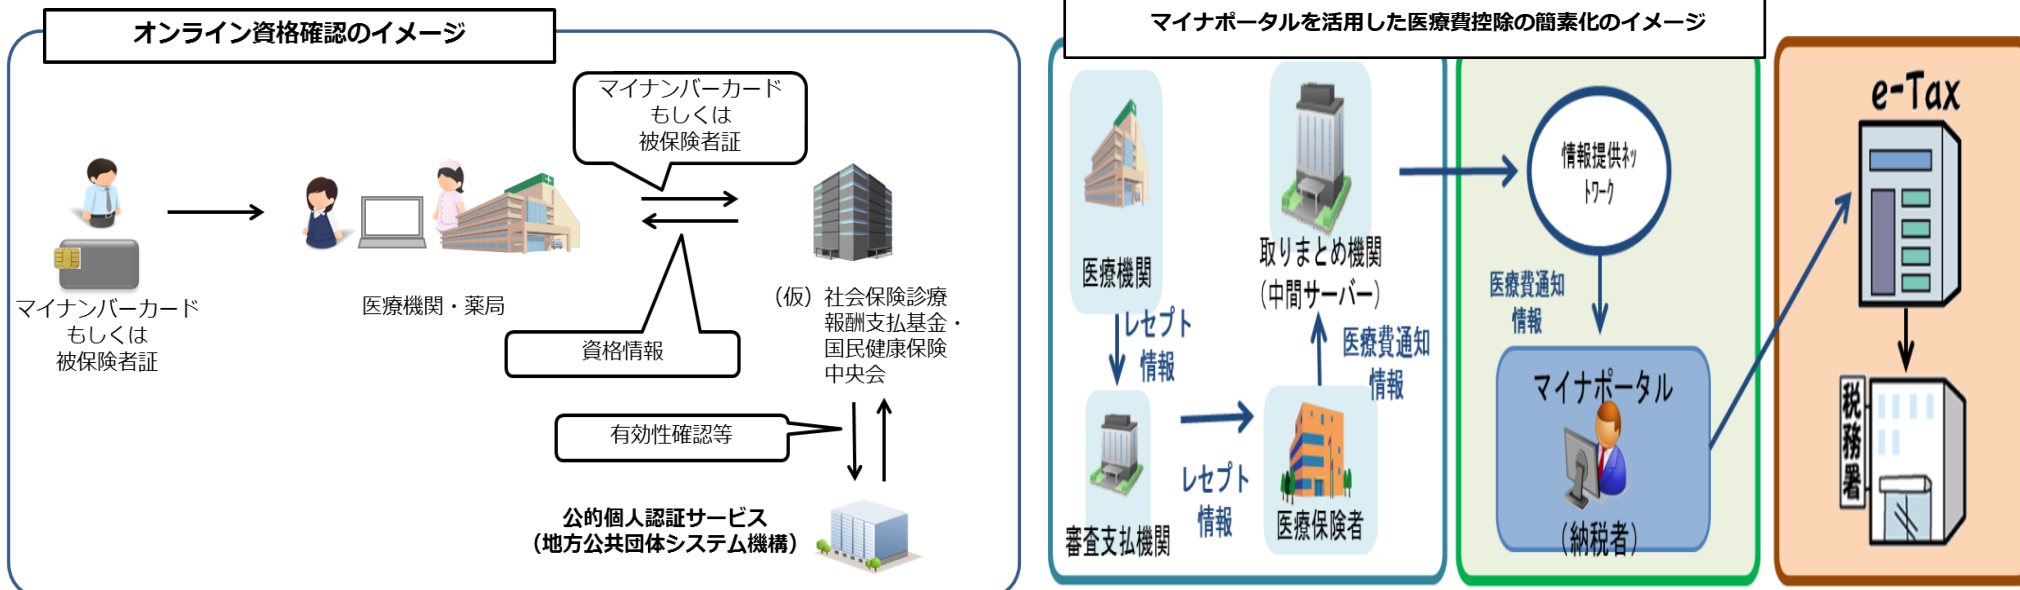 オンライン資格確認のイメージ
マイナンバーカード
もしくは
被保険者証
マイナンバーカード
もしくは
被保険者証
医療機関・薬局
資格情報
（仮）社会保険診療
報酬支払基金・
国民健康保険
中央会
有効性確認等
公的個人認証サービス
（地方公共団体システム機構）
マイナポータルを活用した医療費控除の簡素化のイメージ
医療機関
レセプト
情報
審査支払機関
レセプト
情報
医療保険者
医療費通知
情報
取りまとめ機関
（中間サーバー）
情報提供ネッ
トワーク
医療費通知
情報
マイナポータル
（納税者）
e-Tax
税務署